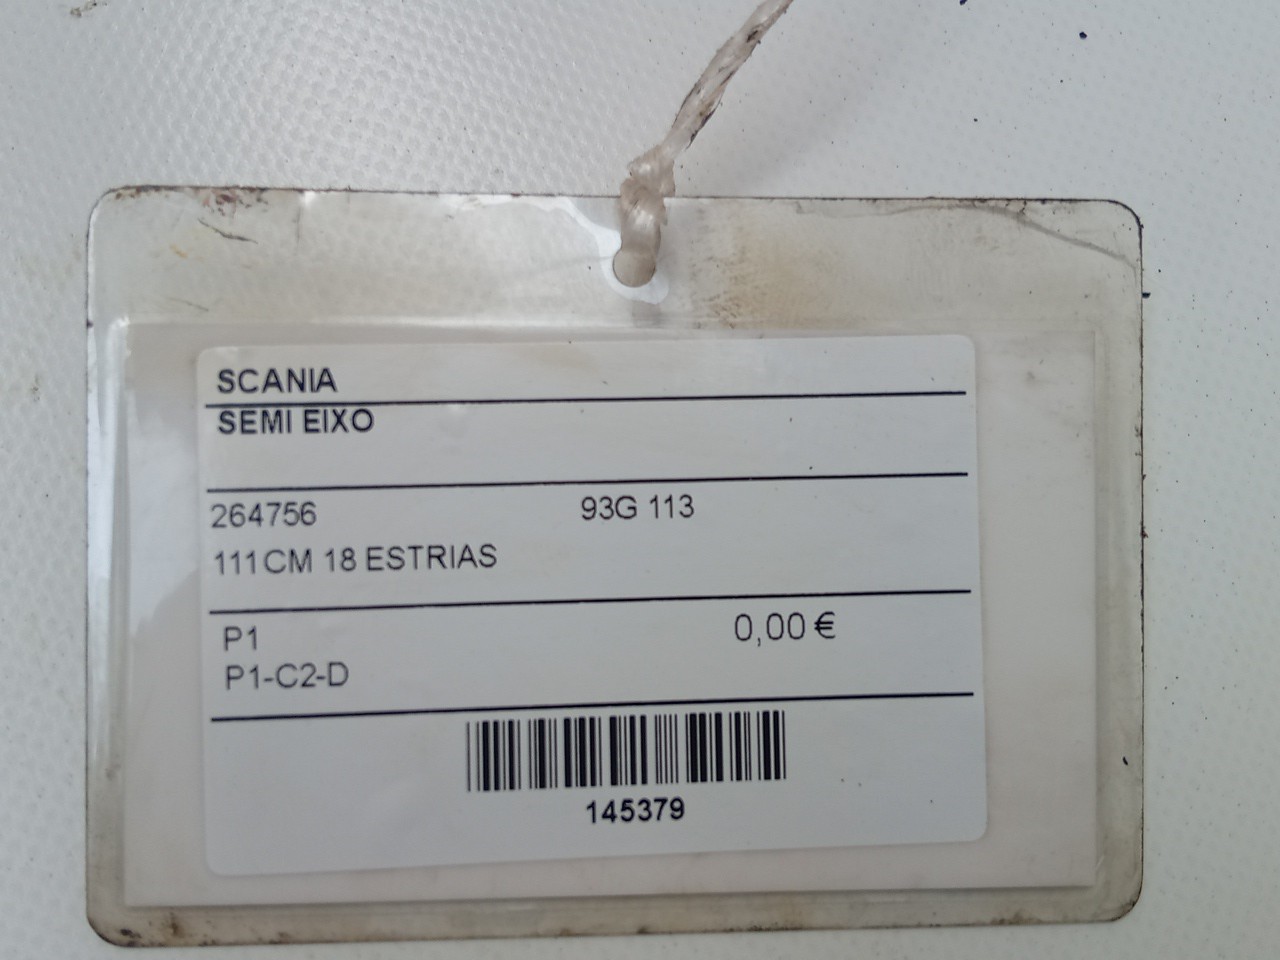 SCANIA
SEMI EIXO
264756 93G 113
111CM 18 ESTRIAS
P1 0,00 €
P1-C2-D
145379